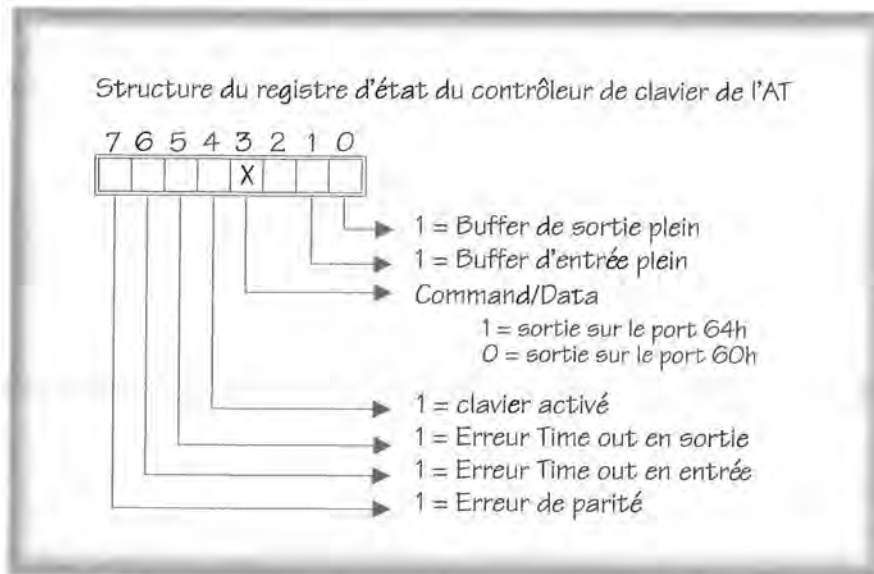 Structure du registre d'état du contrôleur de clavier de l'AT
7 6 5 4 3 2 1 0
X
1 = Buffer de sortie plein
1 = Buffer d'entrée plein
Command/Data
1 = sortie sur le port 64h
0 = sortie sur le port 60h
1 = clavier activé
1 = Erreur Time out en sortie
1 = Erreur Time out en entrée
1 = Erreur de parité